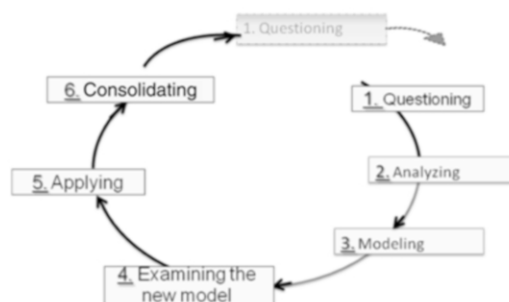 1. Questioning
1. Questioning
2. Analyzing
3. Modeling
4. Examining the
new model
5. Applying
6. Consolidating